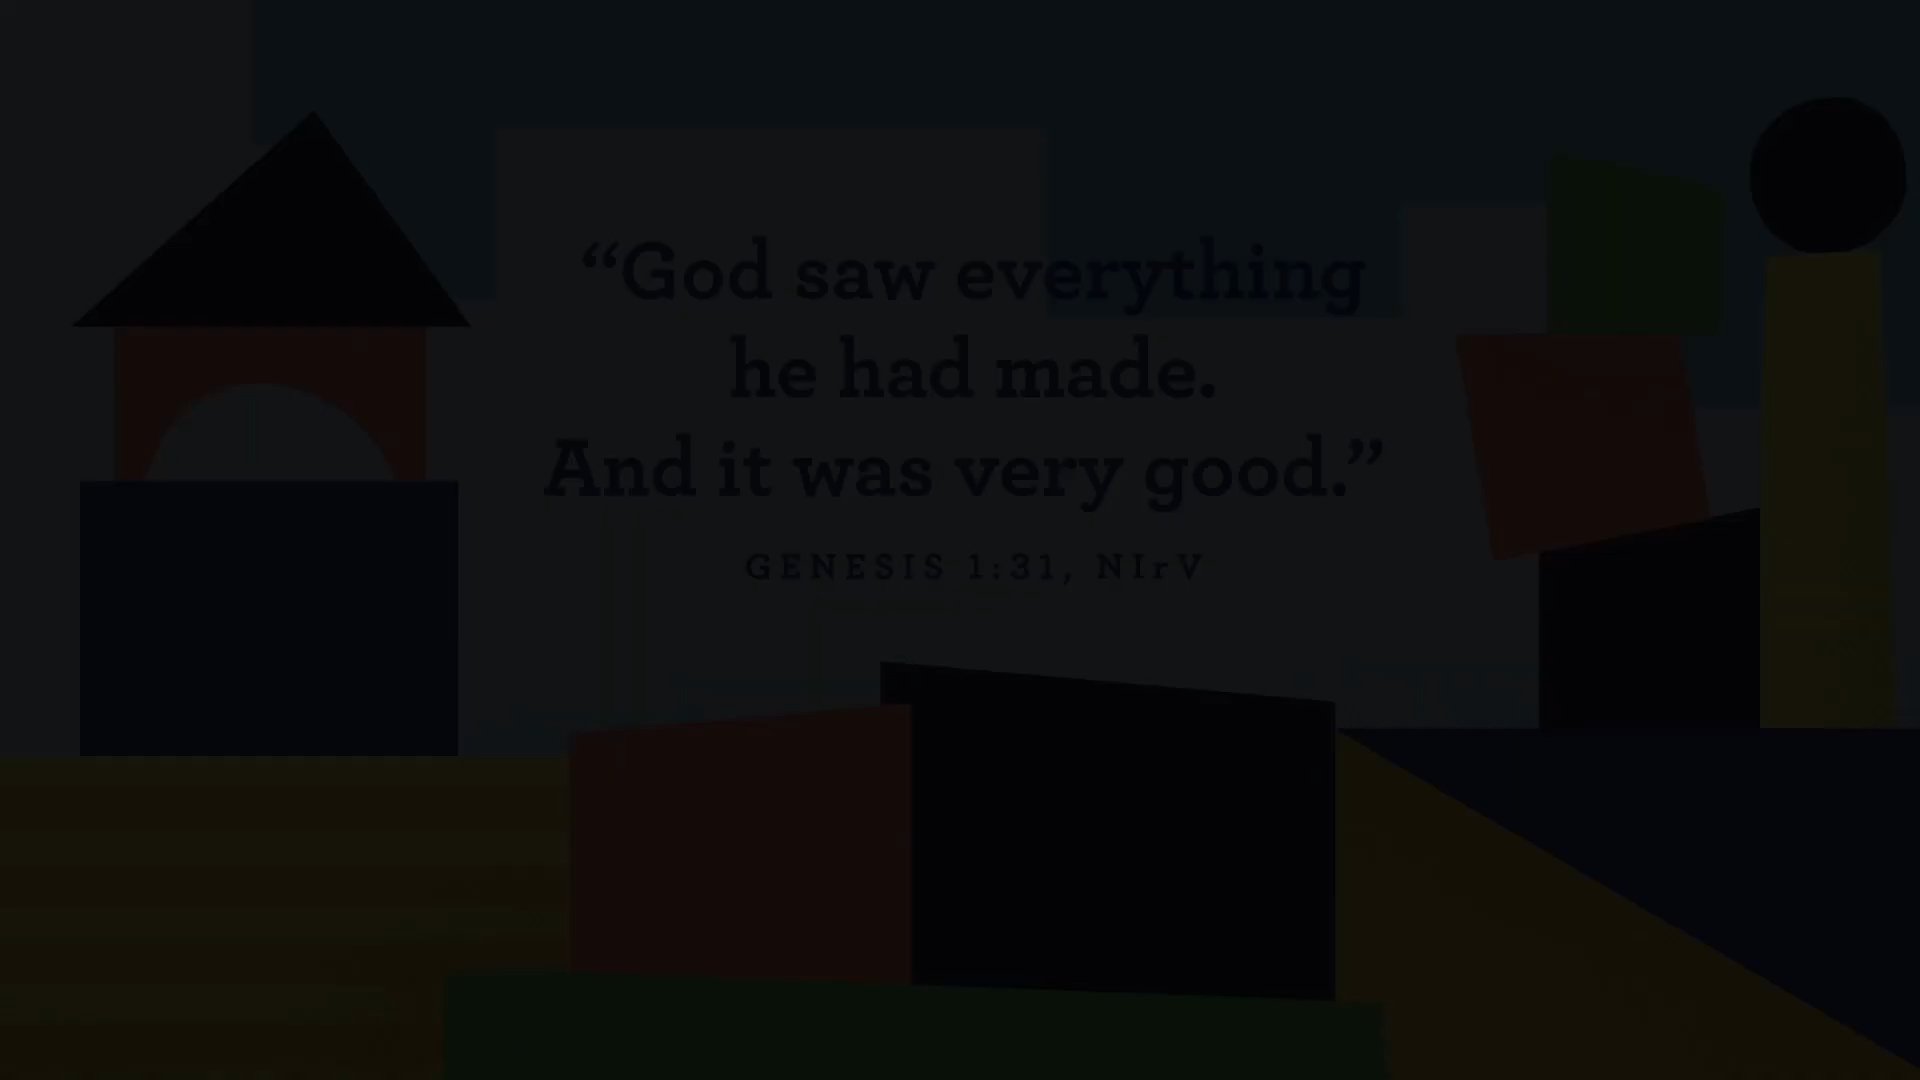 “God saw everything
he had made.
And it was very good.”
GENESIS 1:31, NIrV